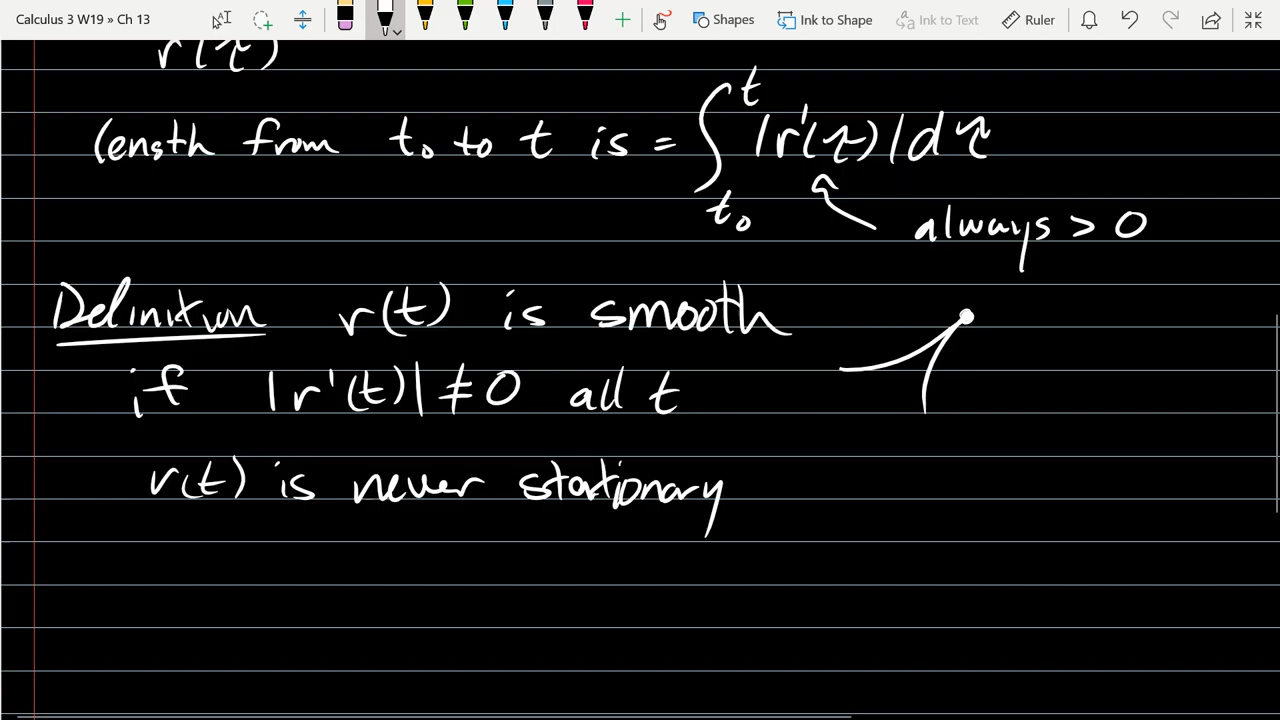 Calculus 3 W19 » Ch 13
Shapes
Ink to Shape
Ink to Text
Ruler
r(τ)
length from t₀ to t is = ∫ₜ₀ᵗ |r'(τ)|dτ
always > 0
Definition r(t) is smooth
if |r'(t)| ≠ 0 all t
r(t) is never stationary